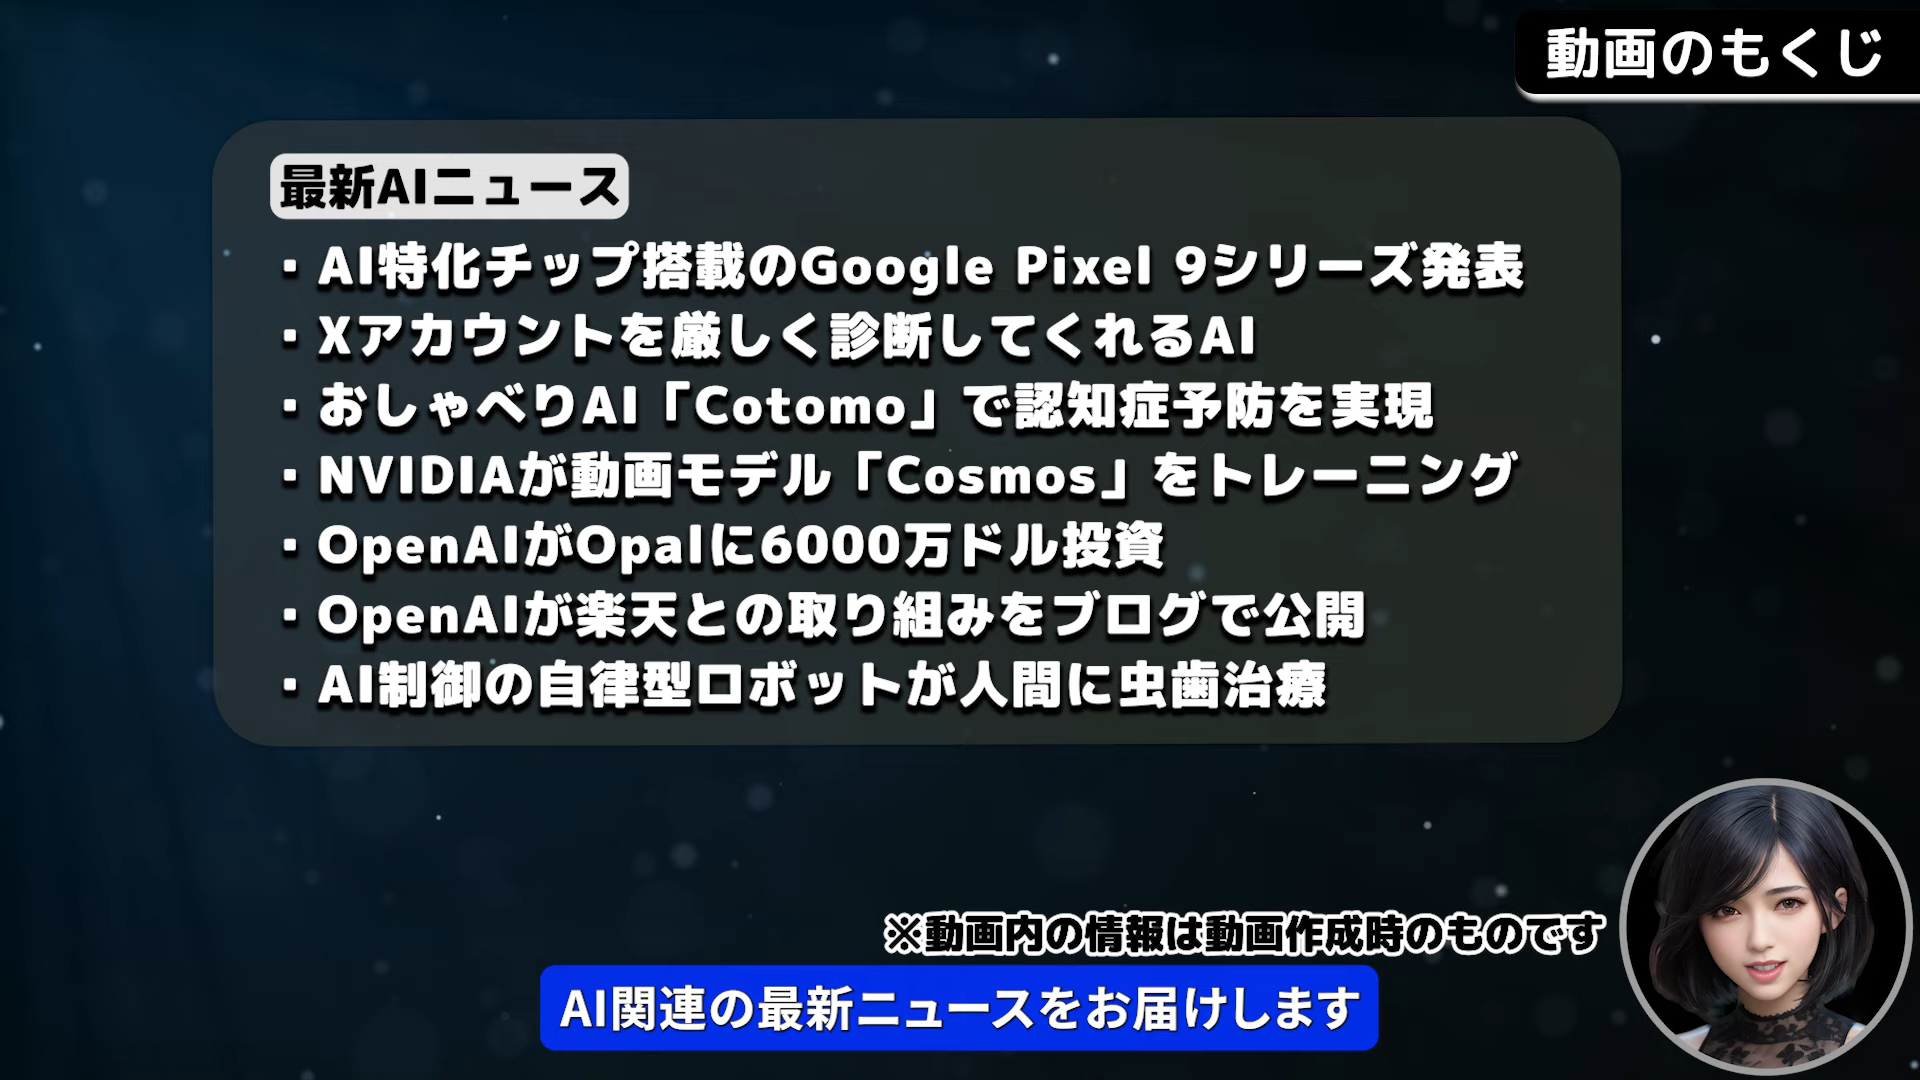 動画のもくじ
最新AIニュース
・AI特化チップ搭載のGoogle Pixel 9シリーズ発表
・Xアカウントを厳しく診断してくれるAI
・おしゃべりAI「Cotomo」で認知症予防を実現
・NVIDIAが動画モデル「Cosmos」をトレーニング
・OpenAIがOpalに6000万ドル投資
・OpenAIが楽天との取り組みをブログで公開
・AI制御の自律型ロボットが人間に虫歯治療
※動画内の情報は動画作成時のものです
AI関連の最新ニュースをお届けします